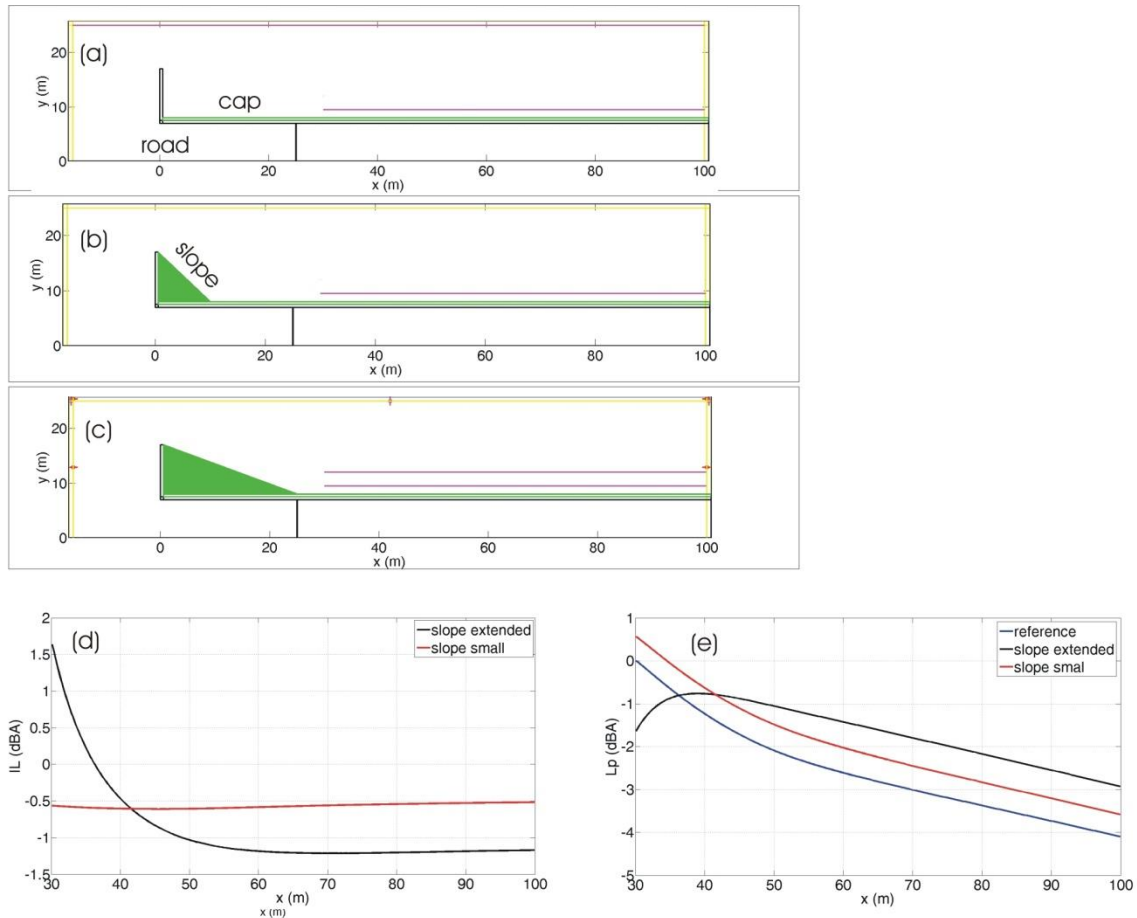 (a)
y (m)
20
10
0
cap
road
0 20 40 60 80 100
x (m)
(b)
slope
y (m)
20
10
0
0 20 40 60 80 100
x (m)
(c)
y (m)
20
10
0
0 20 40 60 80 100
x (m)
(d)
slope extended
slope small
IL (dBA)
2
1.5
1
0.5
0
-0.5
-1
-1.5
30 40 50 60 70 80 90 100
x (m)
x (m)
(e)
reference
slope extended
slope smal
Lp (dBA)
1
0
-1
-2
-3
-4
-5
30 40 50 60 70 80 90 100
x (m)